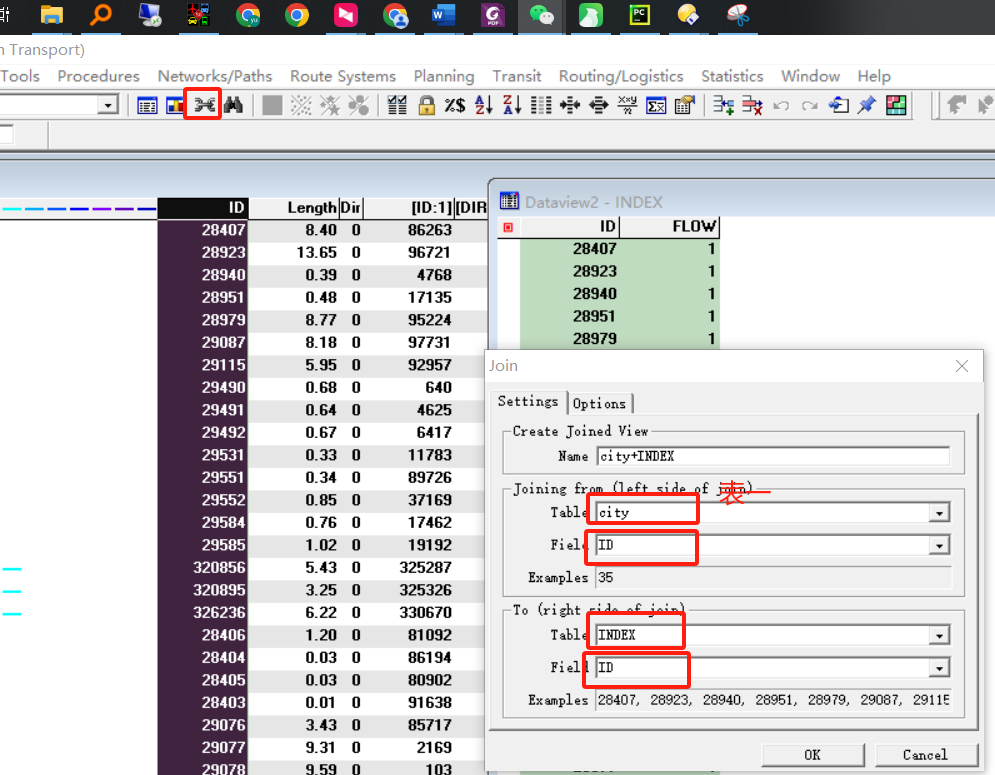 n Transport)
Tools Procedures Networks/Paths Route Systems Planning Transit Routing/Logistics Statistics Window Help
ID Length Dir [ID:1] [DIR
28407 8.40 0 86263
28923 13.65 0 96721
28940 0.39 0 4768
28951 0.48 0 17135
28979 8.77 0 95224
29087 8.18 0 97731
29115 5.95 0 92957
29490 0.68 0 640
29491 0.64 0 4625
29492 0.67 0 6417
29531 0.33 0 11783
29551 0.34 0 89726
29552 0.85 0 37169
29584 0.76 0 17462
29585 1.02 0 19192
320856 5.43 0 325287
320895 3.25 0 325326
326236 6.22 0 330670
28406 1.20 0 81092
28404 0.03 0 86194
28405 0.03 0 80902
28403 0.01 0 91638
29076 3.43 0 85717
29077 9.31 0 2169
29078 9.59 0 103
Dataview2 - INDEX
ID FLOW
28407 1
28923 1
28940 1
28951 1
28979 1
Join
Settings Options
Create Joined View
Name city+INDEX
Joining from (left side of join)
表一
Table city
Field ID
Examples 35
To (right side of join)
Table INDEX
Field ID
Examples 28407, 28923, 28940, 28951, 28979, 29087, 29115
OK Cancel